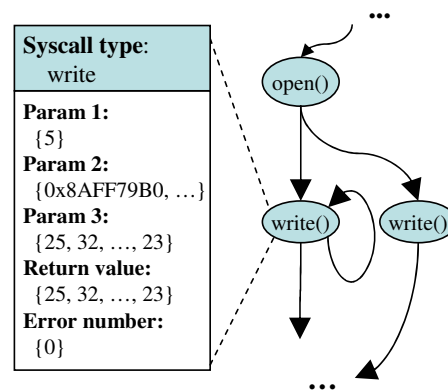 Syscall type:
write
Param 1:
{5}
Param 2:
{0x8AFF79B0, …}
Param 3:
{25, 32, …, 23}
Return value:
{25, 32, …, 23}
Error number:
{0}
...
open()
write()
write()
...